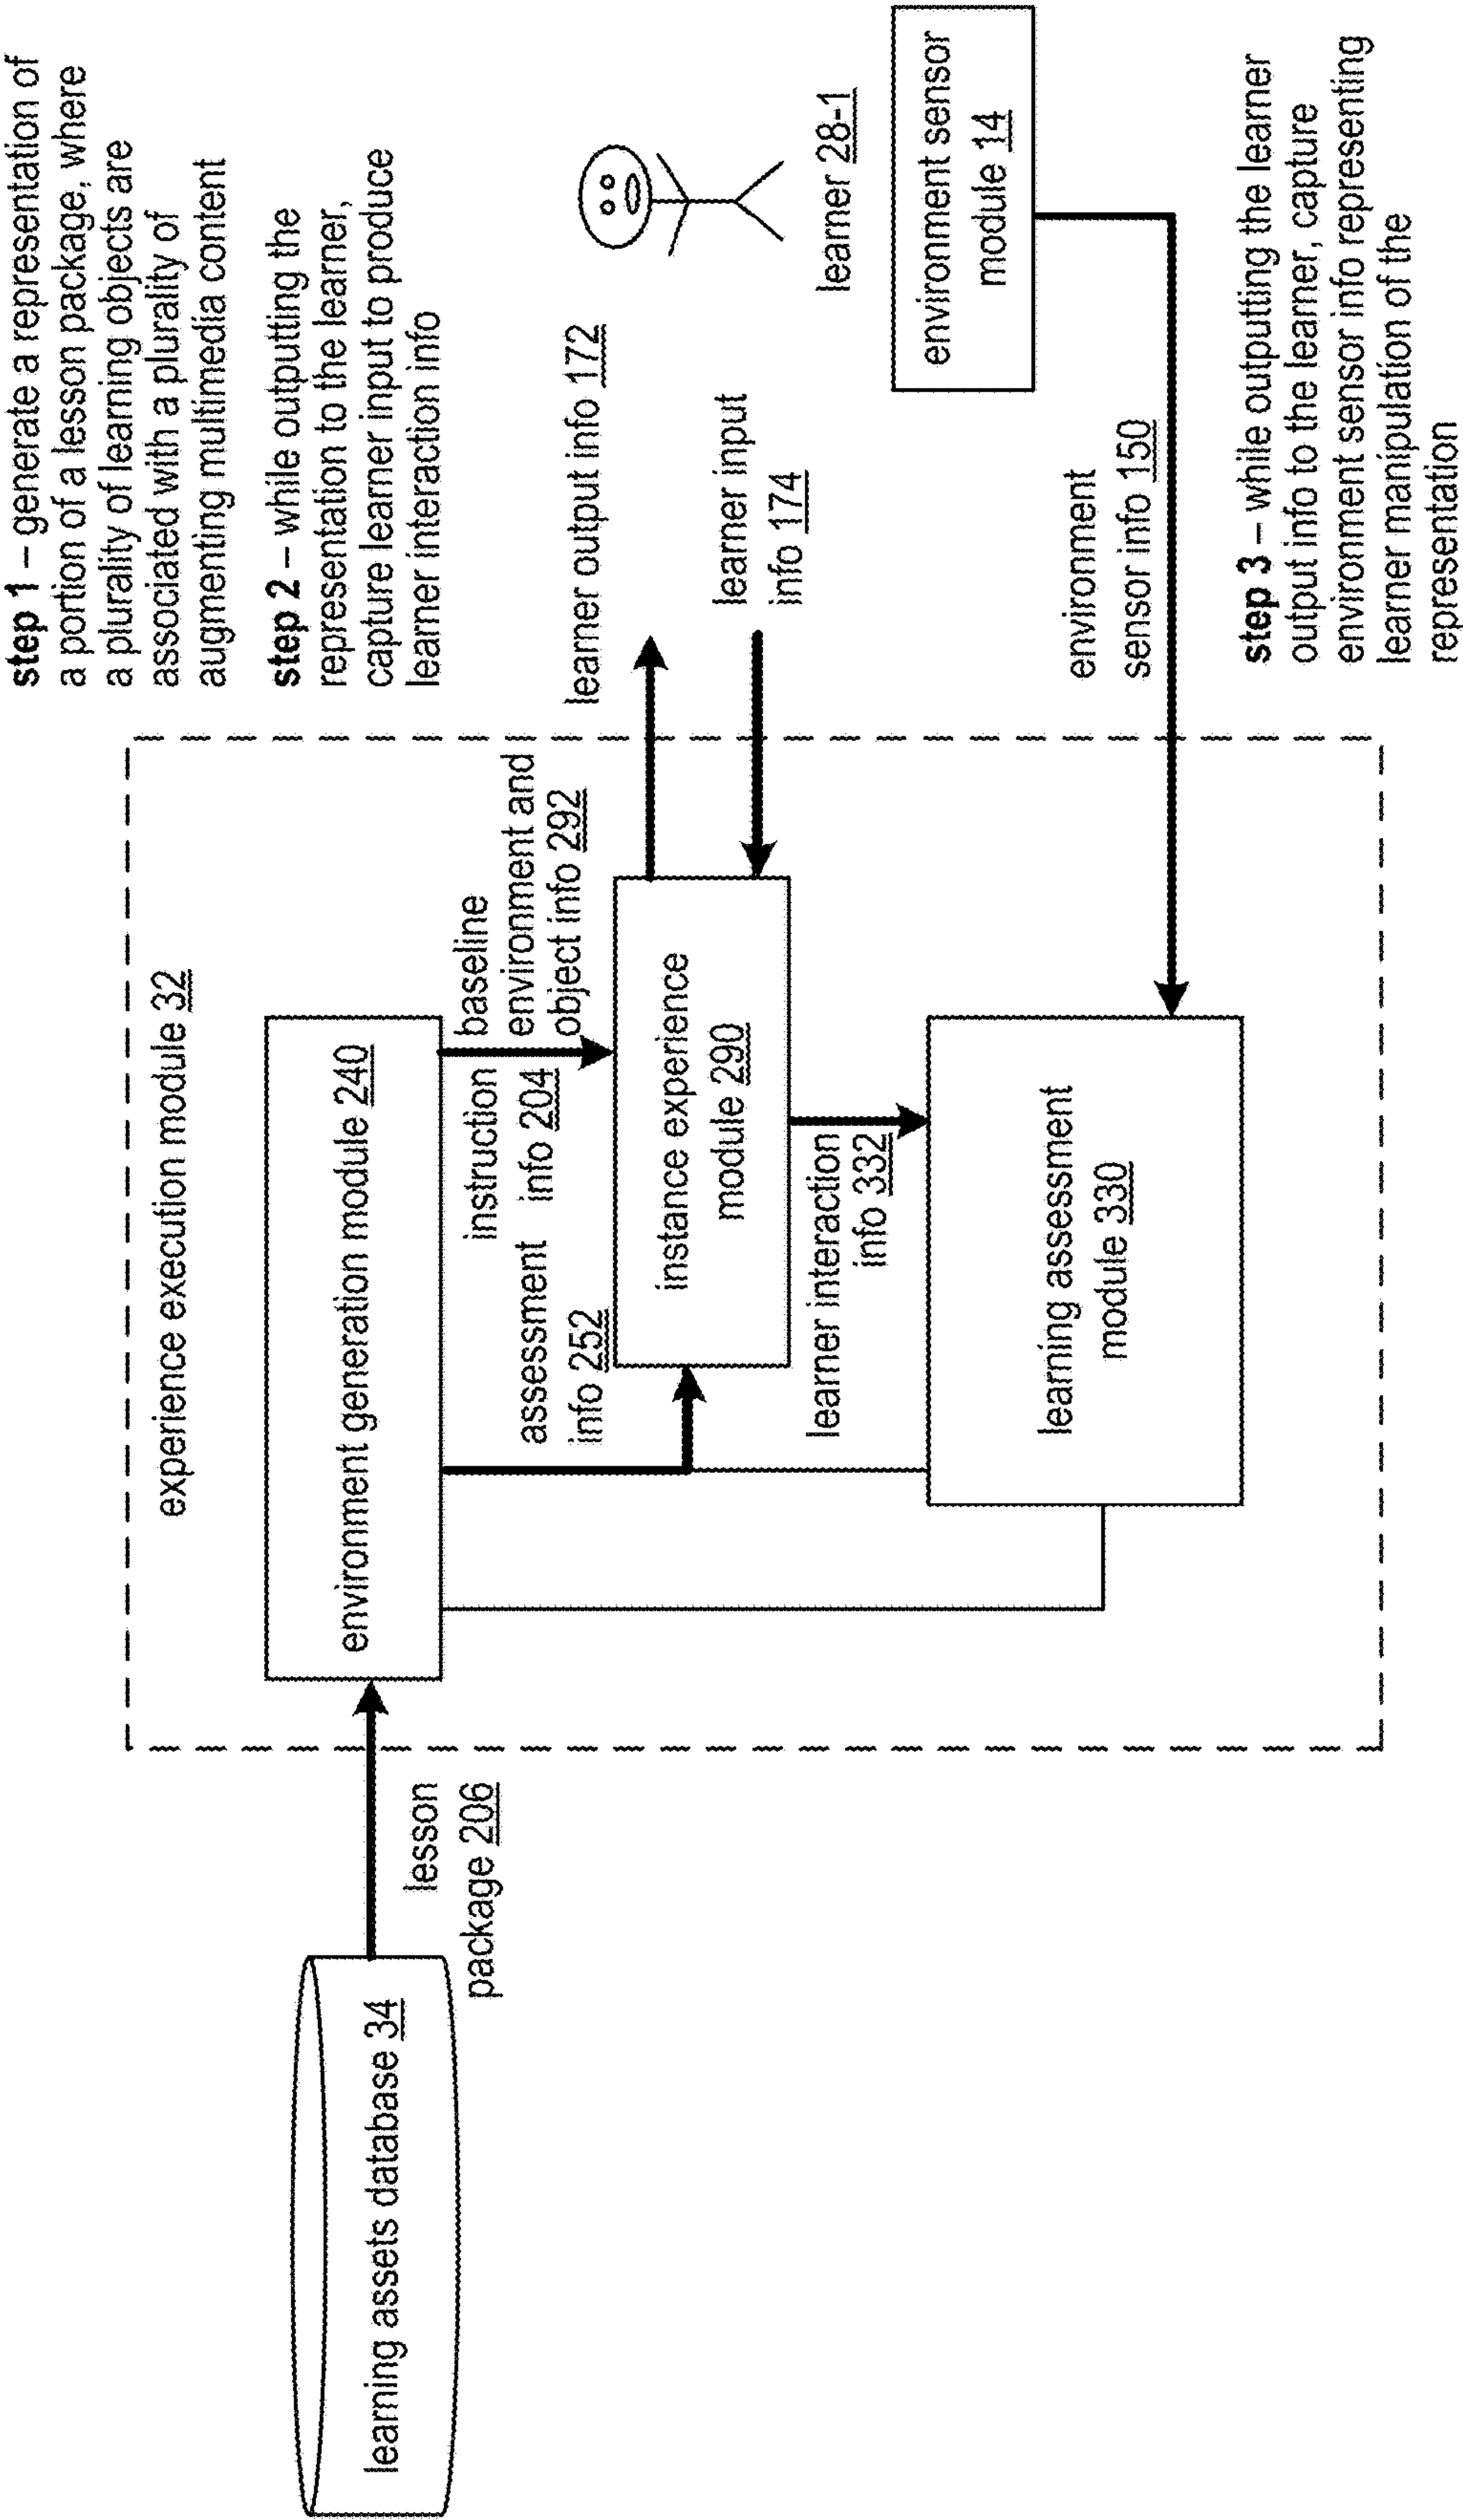 step 1 – generate a representation of
a portion of a lesson package, where
a plurality of learning objects are
associated with a plurality of
augmenting multimedia content
step 2 – while outputting the
representation to the learner,
capture learner input to produce
learner interaction info
experience execution module 32
learning assets database 34
lesson
package 206
environment generation module 240
baseline
environment and
object info 292
instruction
info 204
assessment
info 252
instance experience
module 290
learner output info 172
learner input
info 174
learner 28-1
learner interaction
info 332
learning assessment
module 330
environment sensor
module 14
environment
sensor info 150
step 3 – while outputting the learner
output info to the learner, capture
environment sensor info representing
learner manipulation of the
representation